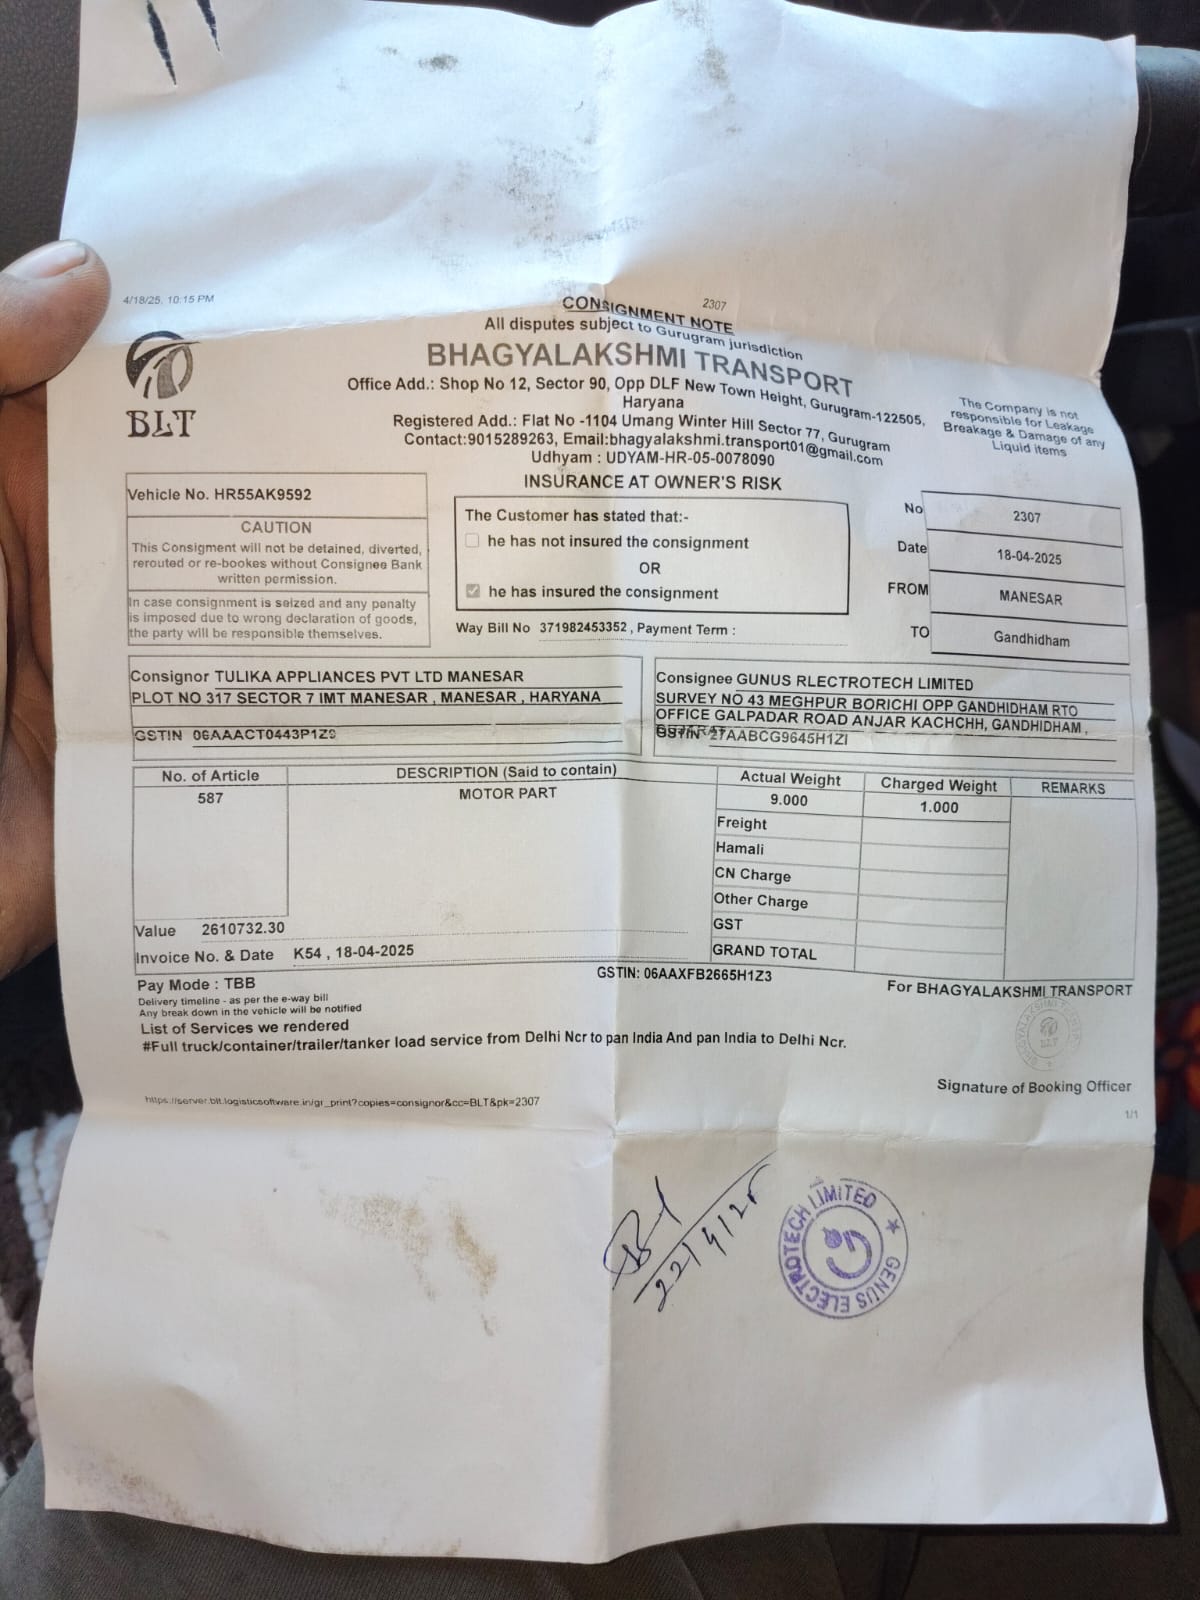 4/18/25, 10:15 PM
2307
CONSIGNMENT NOTE
All disputes subject to Gurugram jurisdiction
BHAGYALAKSHMI TRANSPORT
Office Add.: Shop No 12, Sector 90, Opp DLF New Town Height, Gurugram-122505,
Haryana
Registered Add.: Flat No -1104 Umang Winter Hill Sector 77, Gurugram
Contact:9015289263, Email:bhagyalakshmi.transport01@gmail.com
Udhyam : UDYAM-HR-05-0078090
BLT
The Company is not
responsible for Leakage
Breakage & Damage of any
Liquid items
Vehicle No. HR55AK9592
CAUTION
This Consigment will not be detained, diverted,
rerouted or re-bookes without Consignee Bank
written permission.
In case consignment is seized and any penalty
is imposed due to wrong declaration of goods,
the party will be responsible themselves.
INSURANCE AT OWNER'S RISK
The Customer has stated that:-
he has not insured the consignment
OR
he has insured the consignment
Way Bill No 371982453352 , Payment Term :
No 2307
Date 18-04-2025
FROM MANESAR
TO Gandhidham
Consignor TULIKA APPLIANCES PVT LTD MANESAR
PLOT NO 317 SECTOR 7 IMT MANESAR , MANESAR , HARYANA
GSTIN 06AAACT0443P1Z8
Consignee GUNUS RLECTROTECH LIMITED
SURVEY NO 43 MEGHPUR BORICHI OPP GANDHIDHAM RTO
OFFICE GALPADAR ROAD ANJAR KACHCHH, GANDHIDHAM ,
GSTIN 27AABCG9645H1ZI
No. of Article DESCRIPTION (Said to contain) Actual Weight Charged Weight REMARKS
587 MOTOR PART 9.000 1.000
Freight
Hamali
CN Charge
Other Charge
GST
GRAND TOTAL
Value 2610732.30
Invoice No. & Date K54 , 18-04-2025
Pay Mode : TBB
GSTIN: 06AAXFB2665H1Z3
For BHAGYALAKSHMI TRANSPORT
Delivery timeline - as per the e-way bill
Any break down in the vehicle will be notified
List of Services we rendered
#Full truck/container/trailer/tanker load service from Delhi Ncr to pan India And pan India to Delhi Ncr.
BLT
Signature of Booking Officer
https://server.blt.logisticsoftware.in/gr_print?copies=consignor&cc=BLT&pk=2307
1/1
22/4/25
GENUS ELECTROTECH LIMITED